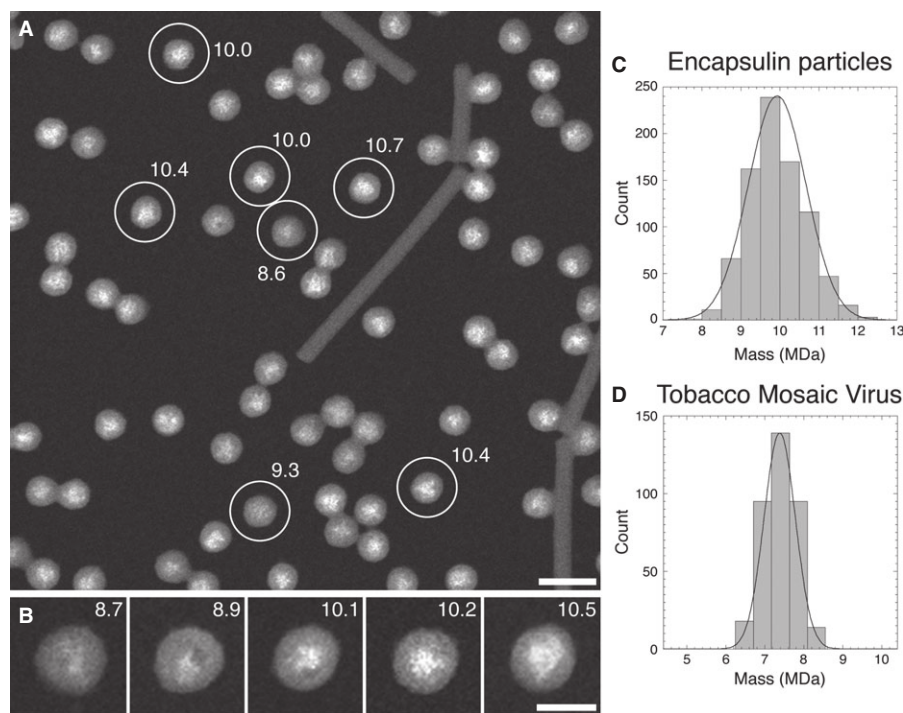 A
10.0
10.0
10.7
10.4
8.6
9.3
10.4
B
8.7
8.9
10.1
10.2
10.5
C
Encapsulin particles
250
200
150
100
50
0
Count
7 8 9 10 11 12 13
Mass (MDa)
D
Tobacco Mosaic Virus
150
100
50
0
Count
5 6 7 8 9 10
Mass (MDa)